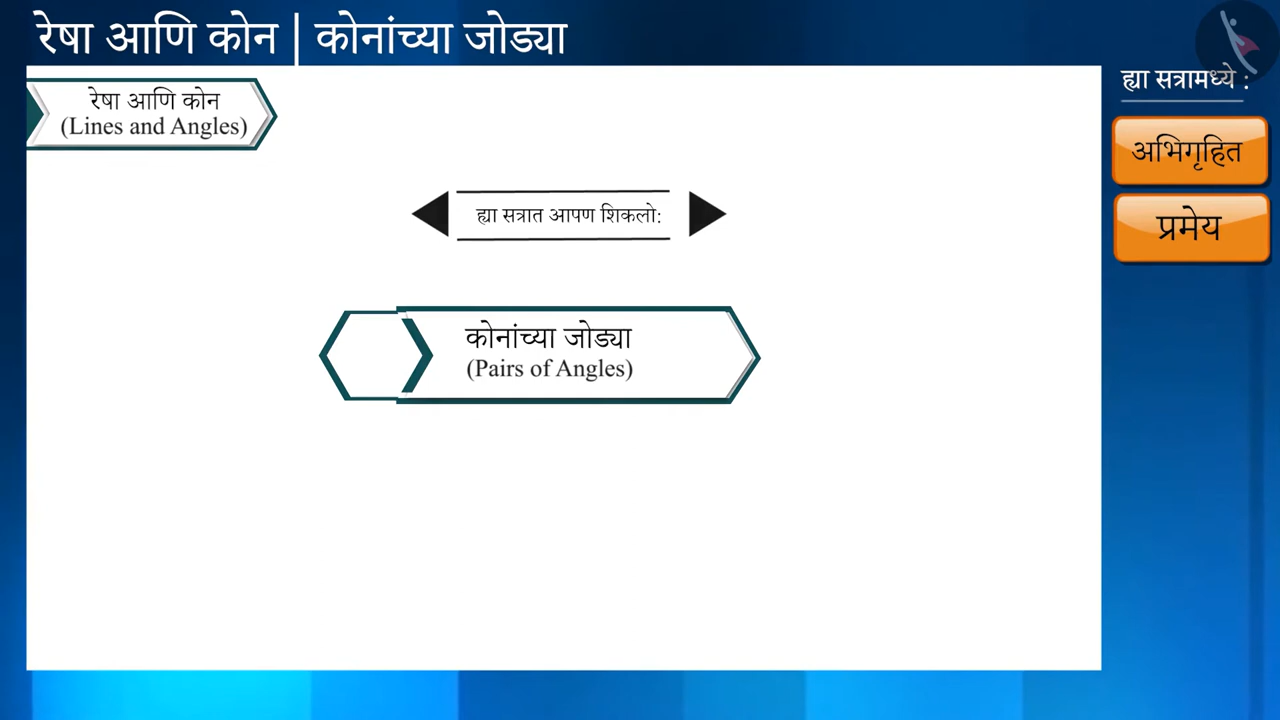 रेषा आणि कोन | कोनांच्या जोड्या
रेषा आणि कोन
(Lines and Angles)
ह्या सत्रात आपण शिकलो:
कोनांच्या जोड्या
(Pairs of Angles)
ह्या सत्रामध्ये :
अभिगृहित
प्रमेय